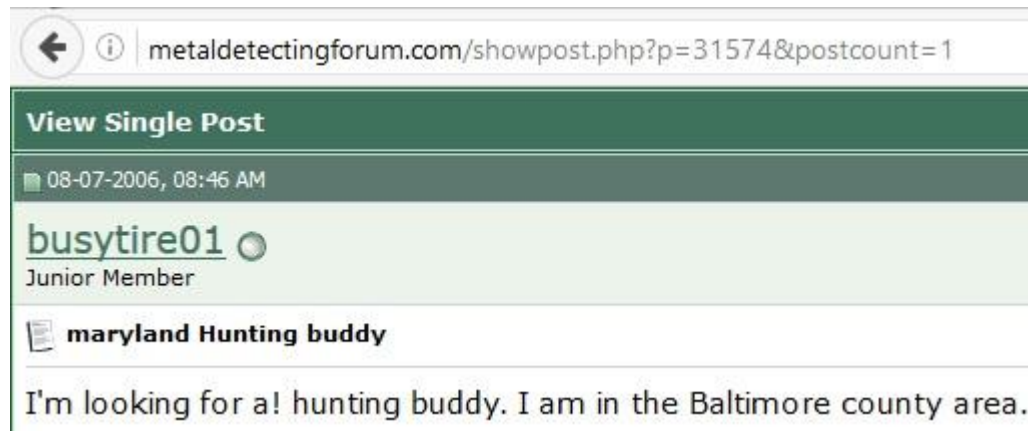 metaldetectingforum.com/showpost.php?p=31574&postcount=1
View Single Post
08-07-2006, 08:46 AM
busytire01
Junior Member
maryland Hunting buddy
I'm looking for a! hunting buddy. I am in the Baltimore county area.